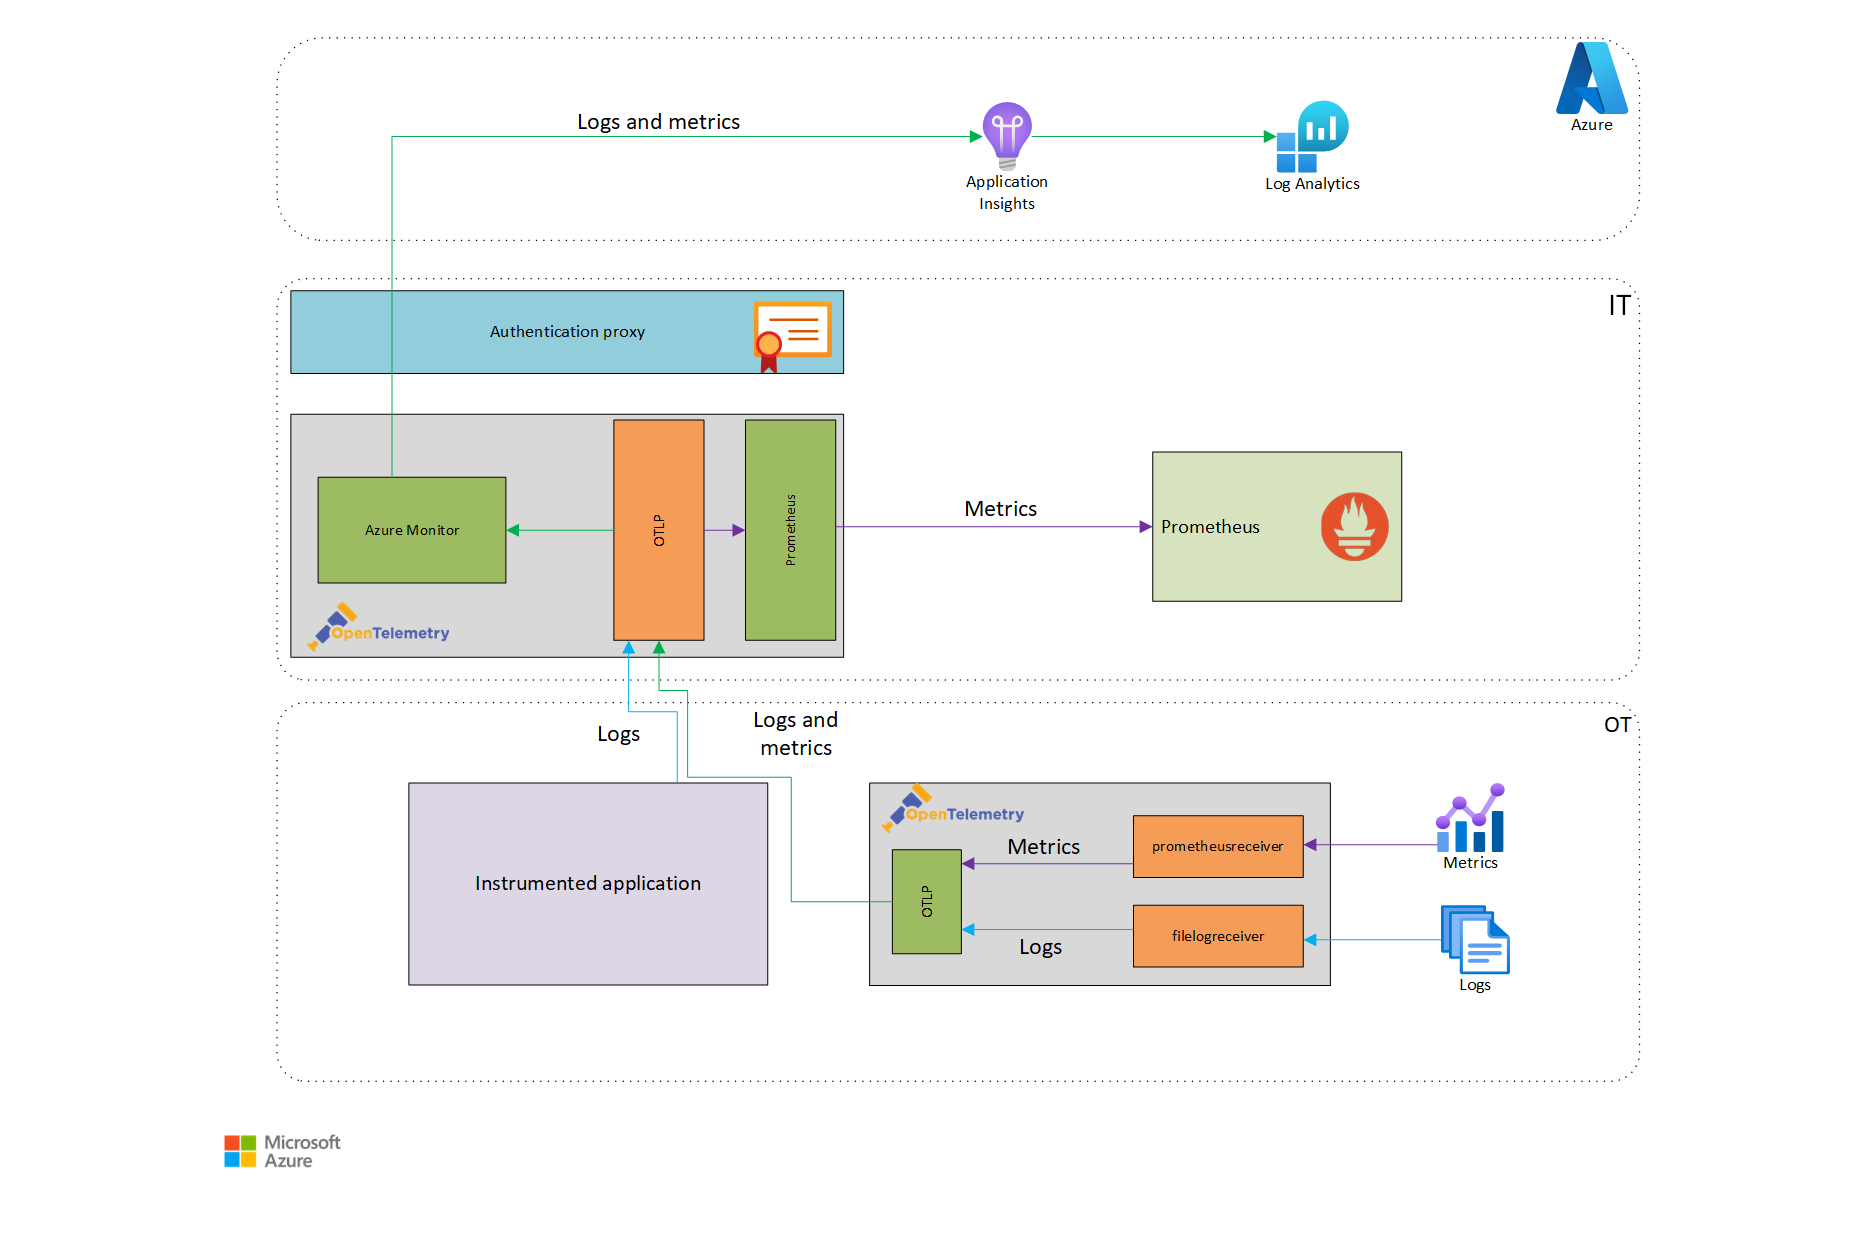 Logs and metrics
Azure
Application
Insights
Log Analytics
IT
Authentication proxy
Azure Monitor
OTLP
Prometheus
OpenTelemetry
Metrics
Prometheus
OT
Logs
Logs and
metrics
Instrumented application
OpenTelemetry
OTLP
Metrics
Logs
prometheusreceiver
filelogreceiver
Metrics
Logs
Microsoft
Azure